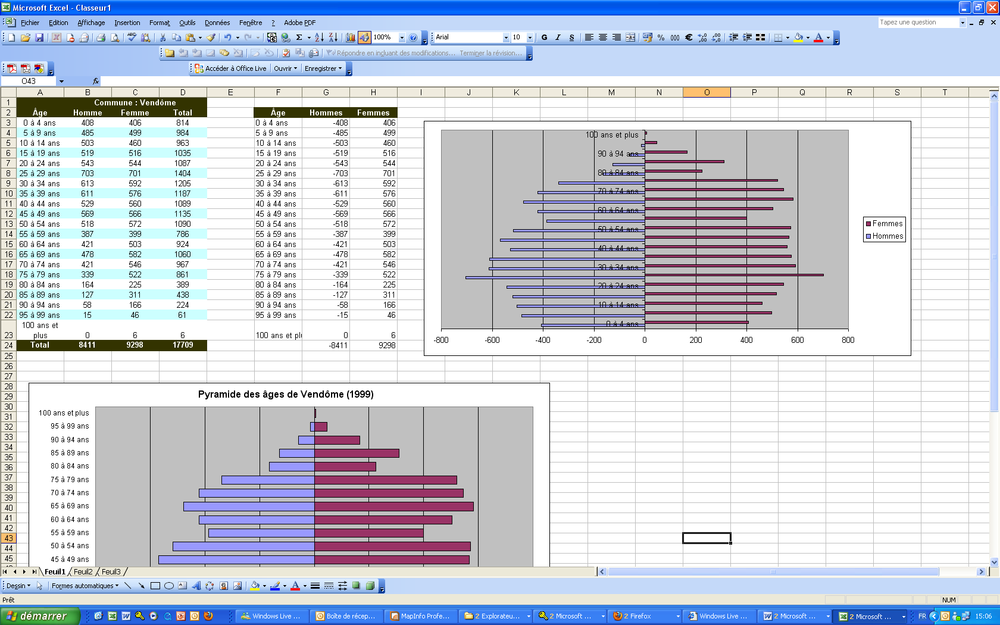 Microsoft Excel - Classeur1
Fichier Edition Affichage Insertion Format Outils Données Fenêtre ? Adobe PDF Tapez une question
100% Arial 10 G I S
Répondre en incluant des modifications... Terminer la révision...
Accéder à Office Live Ouvrir Enregistrer
O43 fx
A B C D E F G H I J K L M N O P Q R S T
1 Commune : Vendôme
2 Âge Homme Femme Total Âge Hommes Femmes
3 0 à 4 ans 408 406 814 0 à 4 ans -408 406
4 5 à 9 ans 485 499 984 5 à 9 ans -485 499
5 10 à 14 ans 503 460 963 10 à 14 ans -503 460
6 15 à 19 ans 519 516 1035 15 à 19 ans -519 516
7 20 à 24 ans 543 544 1087 20 à 24 ans -543 544
8 25 à 29 ans 703 701 1404 25 à 29 ans -703 701
9 30 à 34 ans 613 592 1205 30 à 34 ans -613 592
10 35 à 39 ans 611 576 1187 35 à 39 ans -611 576
11 40 à 44 ans 529 560 1089 40 à 44 ans -529 560
12 45 à 49 ans 569 566 1135 45 à 49 ans -569 566
13 50 à 54 ans 518 572 1090 50 à 54 ans -518 572
14 55 à 59 ans 387 399 786 55 à 59 ans -387 399
15 60 à 64 ans 421 503 924 60 à 64 ans -421 503
16 65 à 69 ans 478 582 1060 65 à 69 ans -478 582
17 70 à 74 ans 421 546 967 70 à 74 ans -421 546
18 75 à 79 ans 339 522 861 75 à 79 ans -339 522
19 80 à 84 ans 164 225 389 80 à 84 ans -164 225
20 85 à 89 ans 127 311 438 85 à 89 ans -127 311
21 90 à 94 ans 58 166 224 90 à 94 ans -58 166
22 95 à 99 ans 15 46 61 95 à 99 ans -15 46
100 ans et
23 plus 0 6 6 100 ans et pl 0 6
24 Total 8411 9298 17709 -8411 9298
25
26
27
28
29
30
31
32
33
34
35
36
37
38
39
40
41
42
43
44
45
100 ans et plus
90 à 94 ans
80 à 84 ans
70 à 74 ans
60 à 64 ans
50 à 54 ans
40 à 44 ans
30 à 34 ans
20 à 24 ans
10 à 14 ans
0 à 4 ans
-800 -600 -400 -200 0 200 400 600 800
Femmes
Hommes
Pyramide des âges de Vendôme (1999)
100 ans et plus
95 à 99 ans
90 à 94 ans
85 à 89 ans
80 à 84 ans
75 à 79 ans
70 à 74 ans
65 à 69 ans
60 à 64 ans
55 à 59 ans
50 à 54 ans
45 à 49 ans
Feuil1 Feuil2 Feuil3
Dessin Formes automatiques
Prêt NUM
démarrer Windows Live ... Boîte de récep... MapInfo Profe... 2 Explorateu... 2 Microsoft ... 2 Firefox Windows Live ... 2 Microsoft ... 2 Microsoft ... FR 15:06